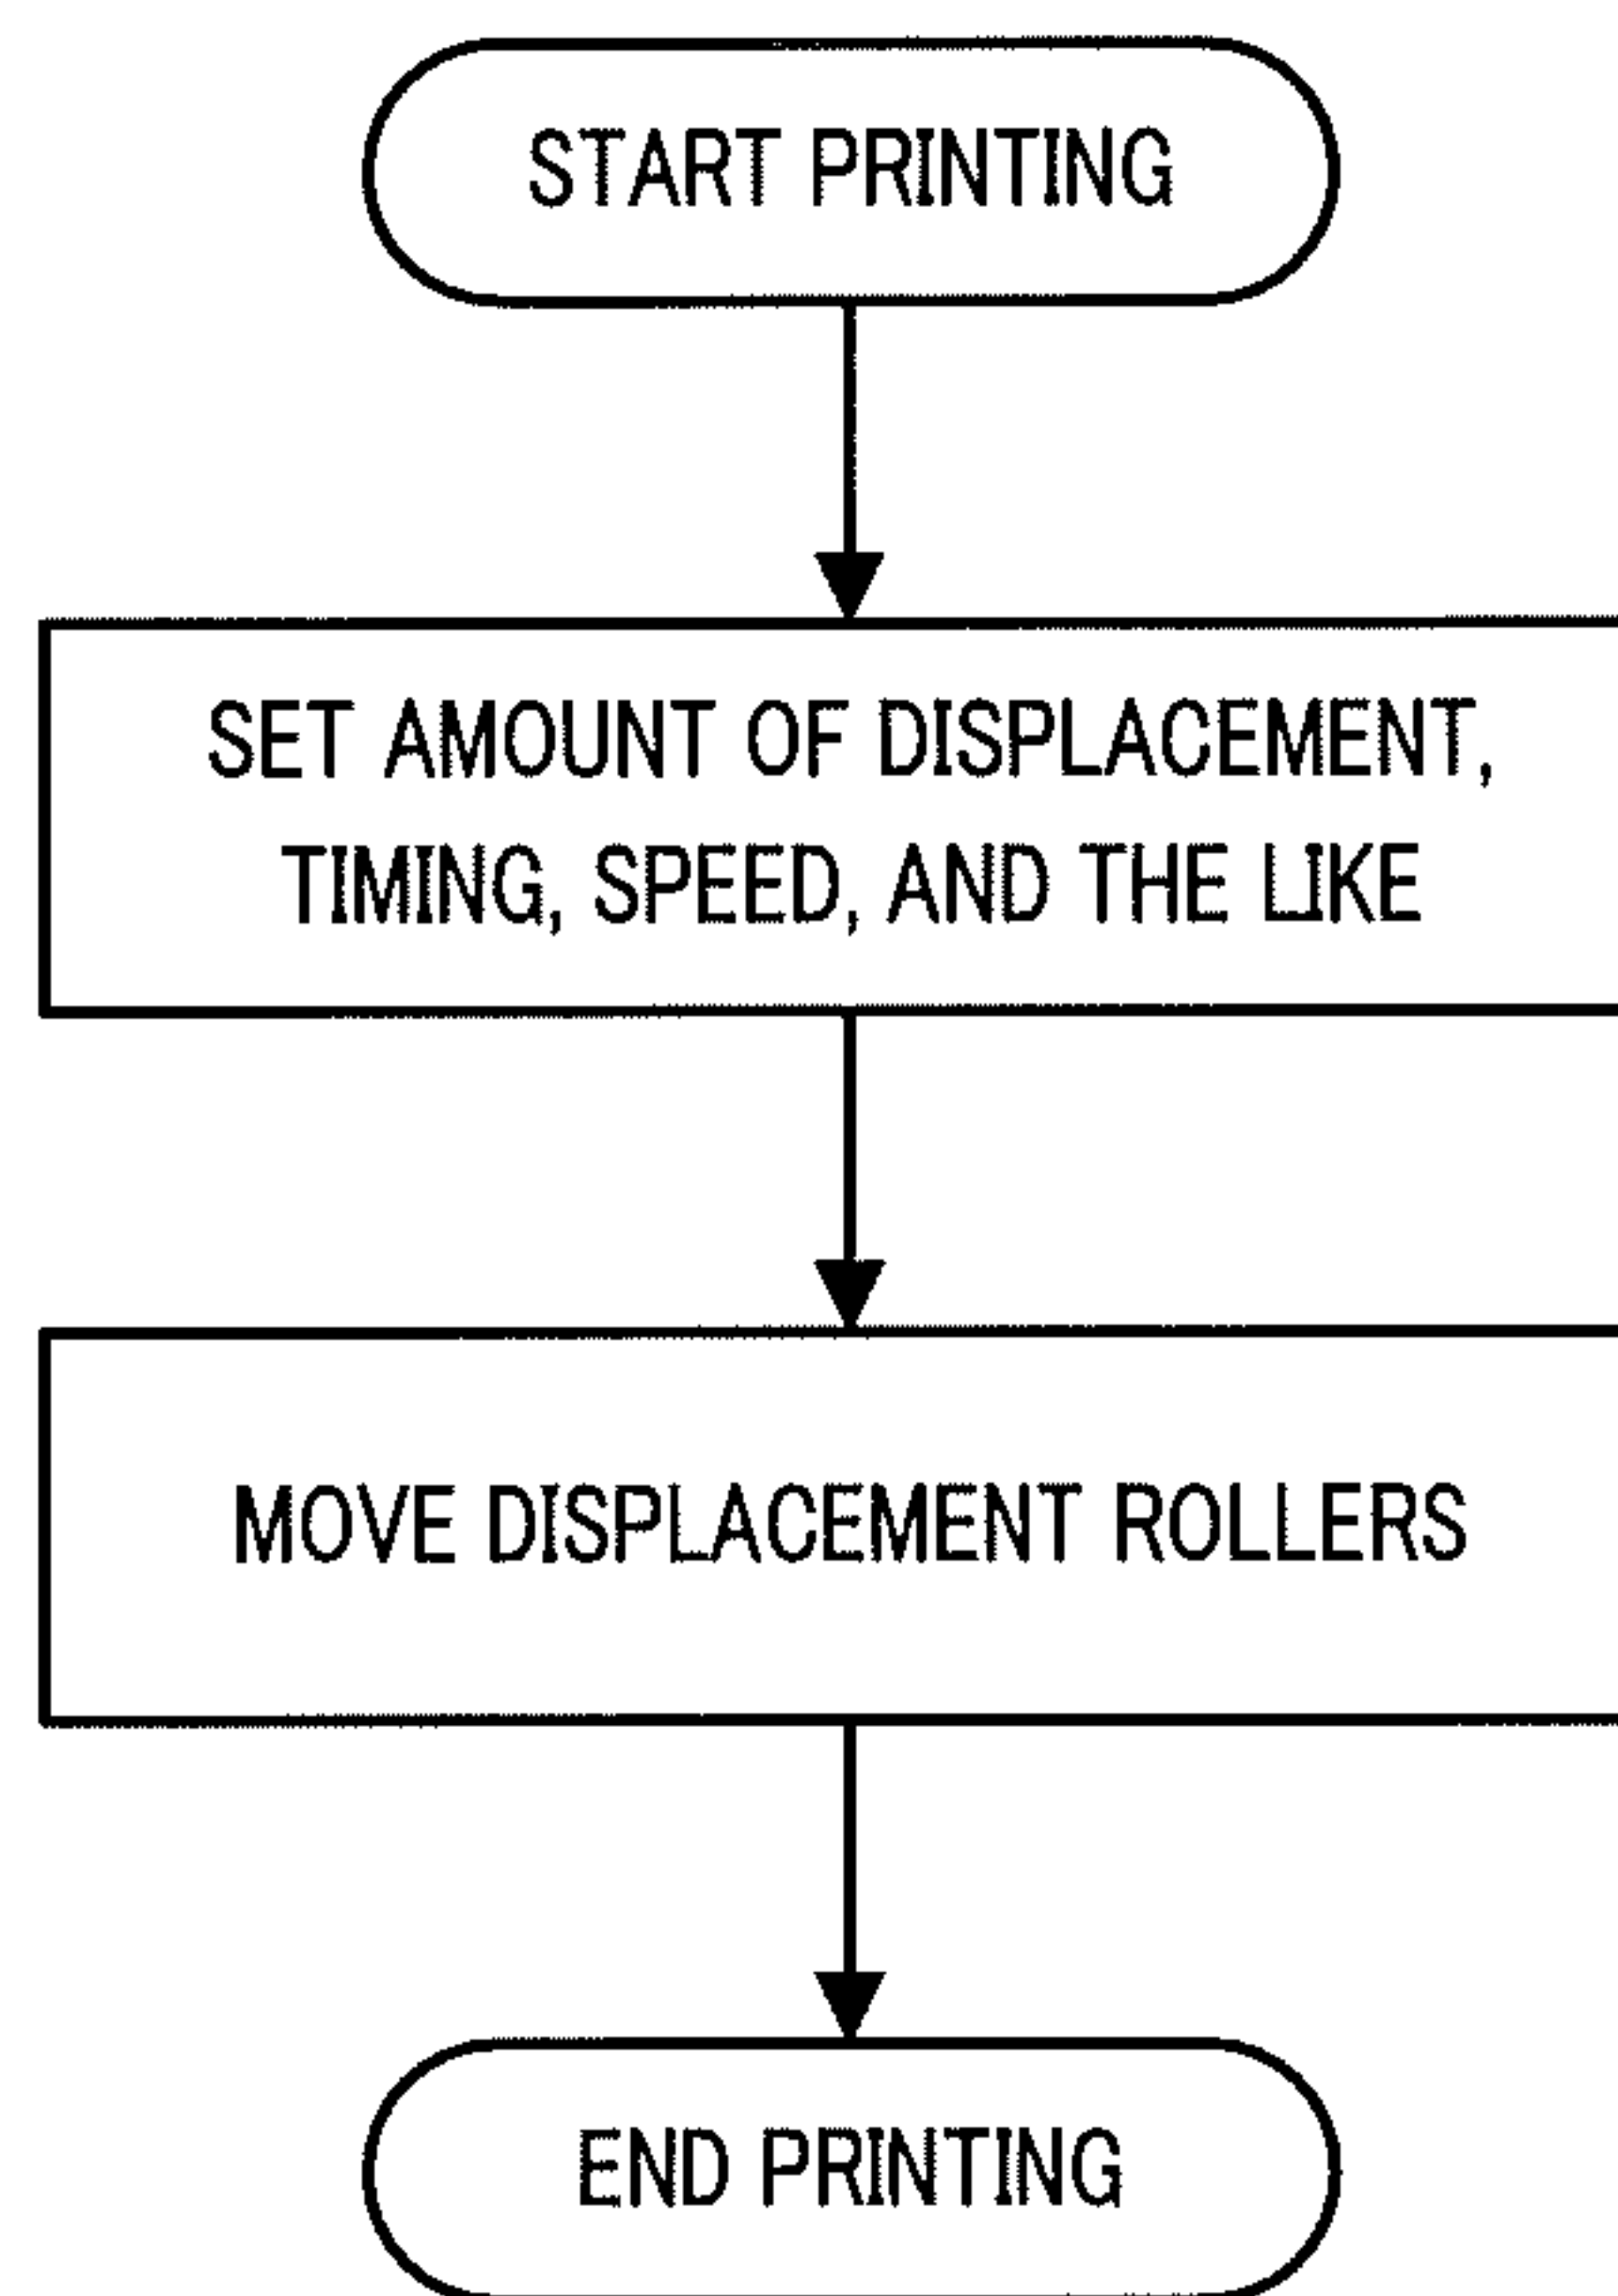 START PRINTING
SET AMOUNT OF DISPLACEMENT,
TIMING, SPEED, AND THE LIKE
MOVE DISPLACEMENT ROLLERS
END PRINTING